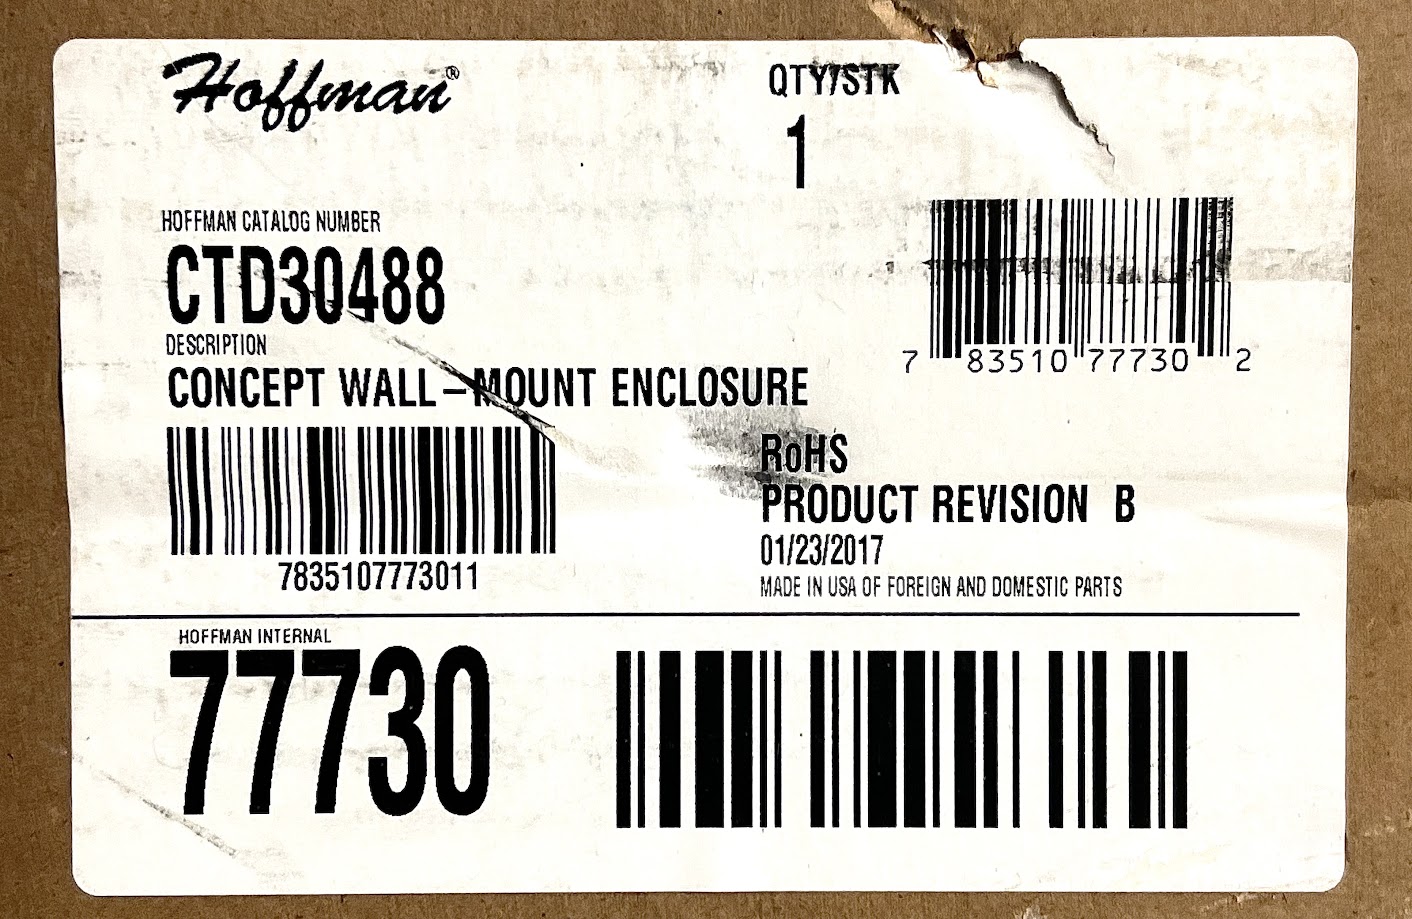 Hoffman®
QTY/STK
1
HOFFMAN CATALOG NUMBER
CTD30488
DESCRIPTION
CONCEPT WALL-MOUNT ENCLOSURE
7 83510 77730 2
7835107773011
RoHS
PRODUCT REVISION B
01/23/2017
MADE IN USA OF FOREIGN AND DOMESTIC PARTS
HOFFMAN INTERNAL
77730